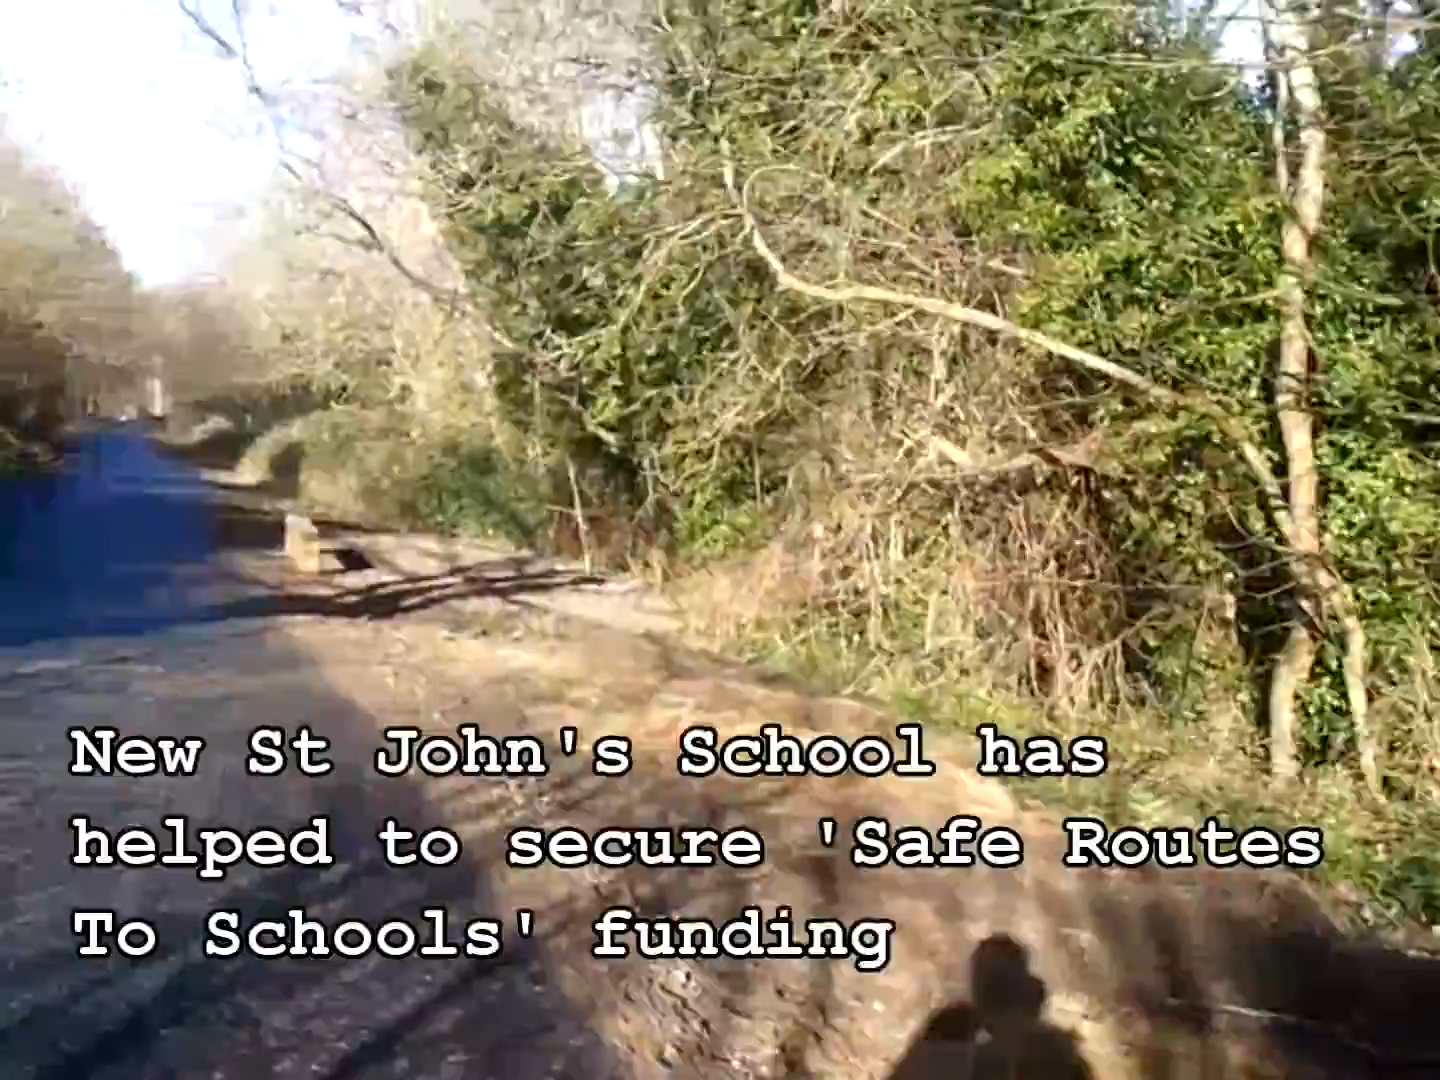 New St John's School has
helped to secure 'Safe Routes
To Schools' funding